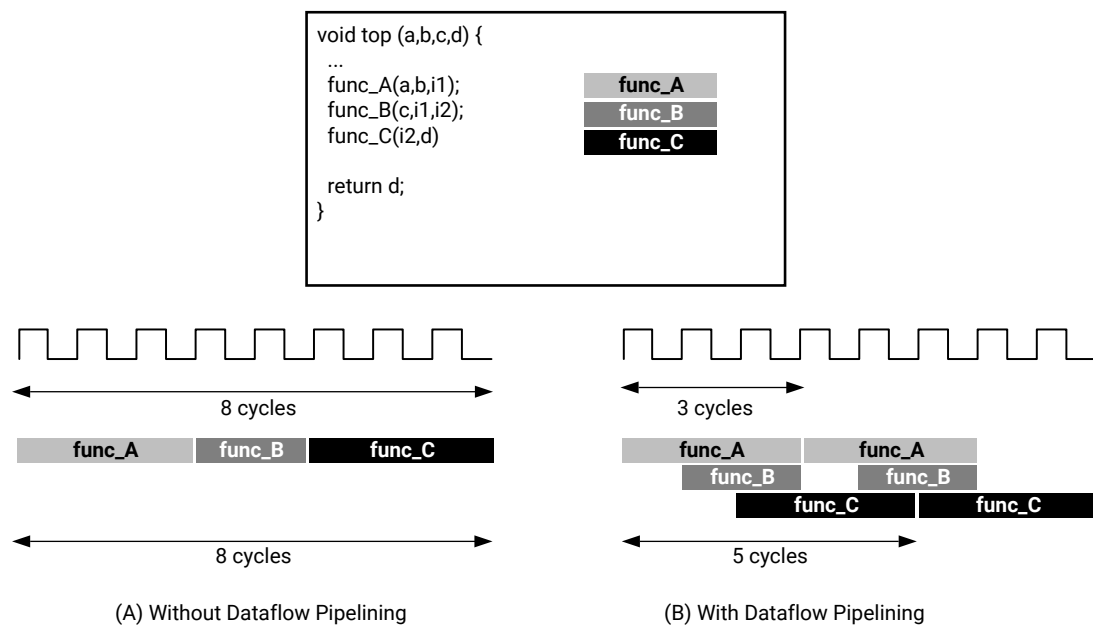 void top (a,b,c,d) {
...
func_A(a,b,i1);
func_B(c,i1,i2);
func_C(i2,d)
return d;
}
func_A
func_B
func_C
8 cycles
func_A func_B func_C
8 cycles
(A) Without Dataflow Pipelining
3 cycles
func_A func_A
func_B func_B
func_C func_C
5 cycles
(B) With Dataflow Pipelining